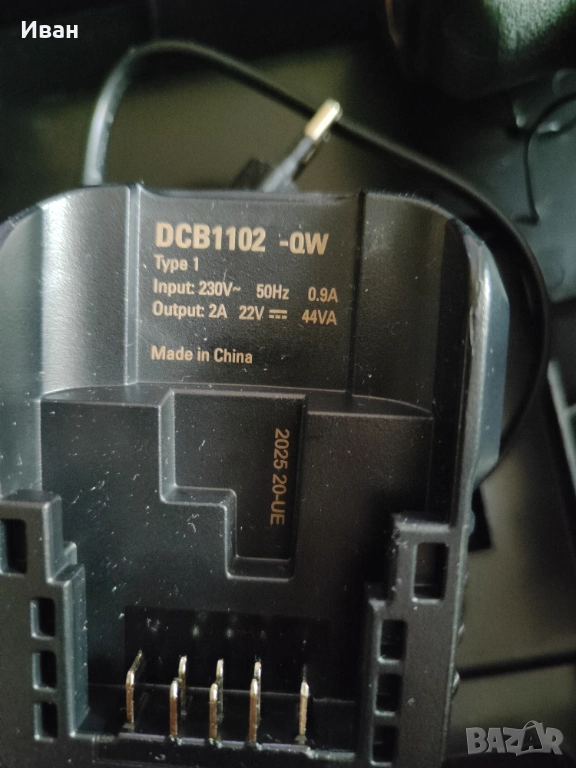 Иван
DCB1102 -QW
Type 1
Input: 230V~ 50Hz 0.9A
Output: 2A 22V⎓ 44VA
Made in China
2025 20-UE
BAZAR